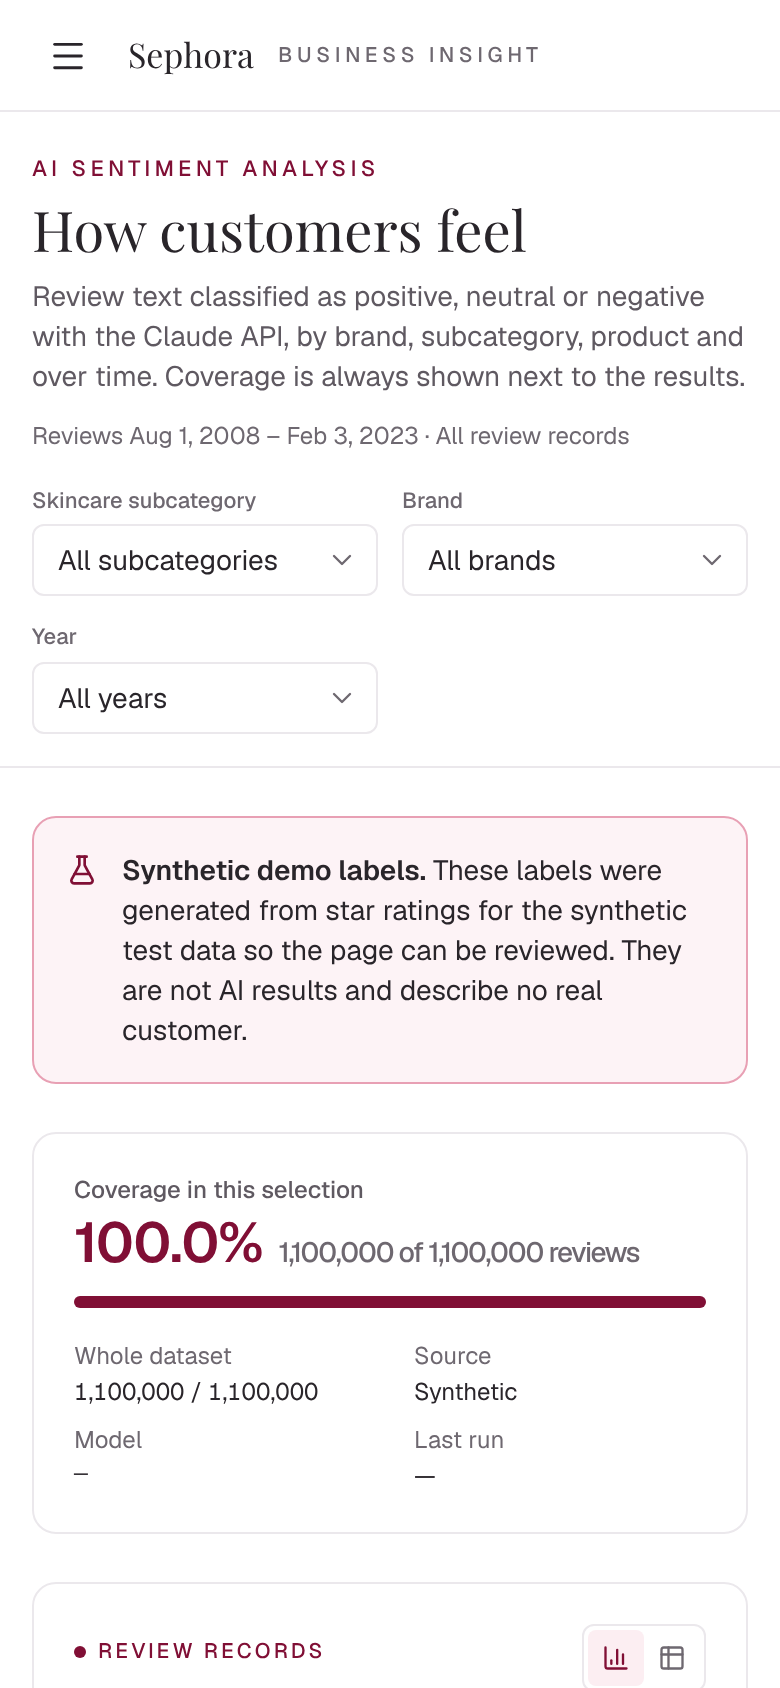 Sephora BUSINESS INSIGHT
AI SENTIMENT ANALYSIS
How customers feel
Review text classified as positive, neutral or negative
with the Claude API, by brand, subcategory, product and
over time. Coverage is always shown next to the results.
Reviews Aug 1, 2008 – Feb 3, 2023 · All review records
Skincare subcategory
Brand
All subcategories
All brands
Year
All years
Synthetic demo labels. These labels were
generated from star ratings for the synthetic
test data so the page can be reviewed. They
are not AI results and describe no real
customer.
Coverage in this selection
100.0% 1,100,000 of 1,100,000 reviews
Whole dataset
Source
1,100,000 / 1,100,000
Synthetic
Model
Last run
–
—
REVIEW RECORDS